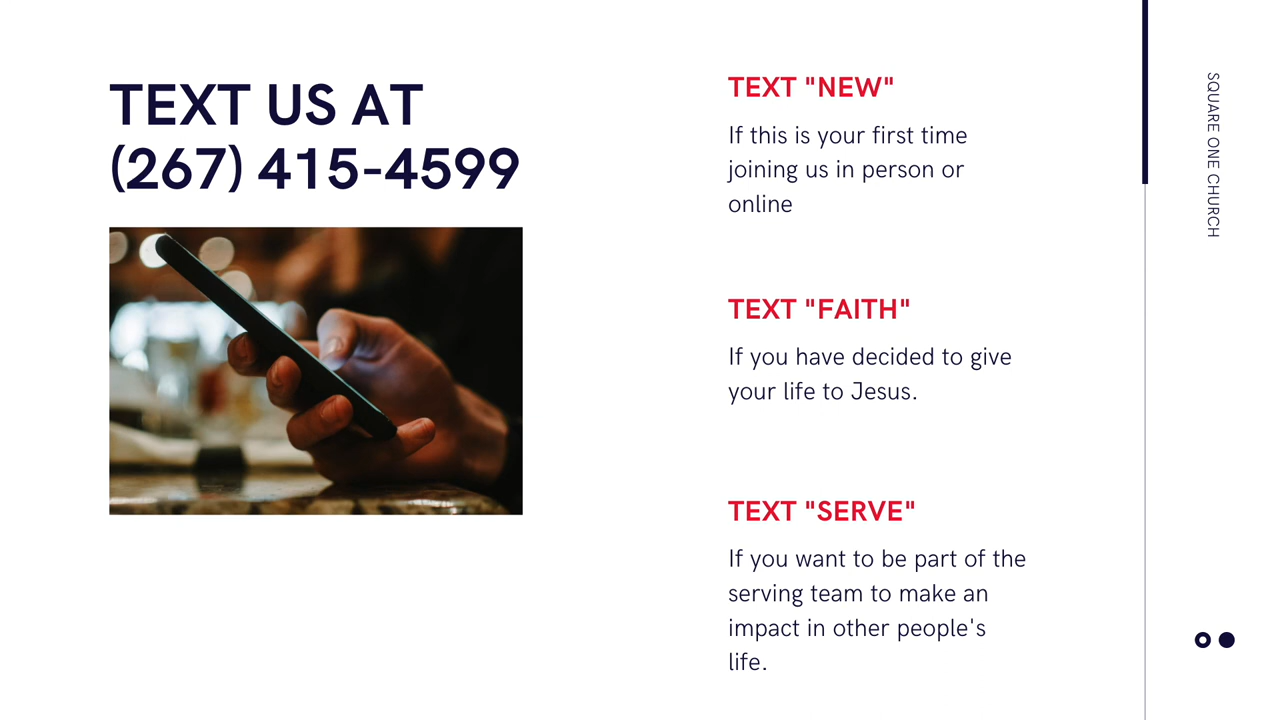 TEXT US AT
(267) 415-4599
TEXT "NEW"
If this is your first time
joining us in person or
online
TEXT "FAITH"
If you have decided to give
your life to Jesus.
TEXT "SERVE"
If you want to be part of the
serving team to make an
impact in other people's
life.
SQUARE ONE CHURCH